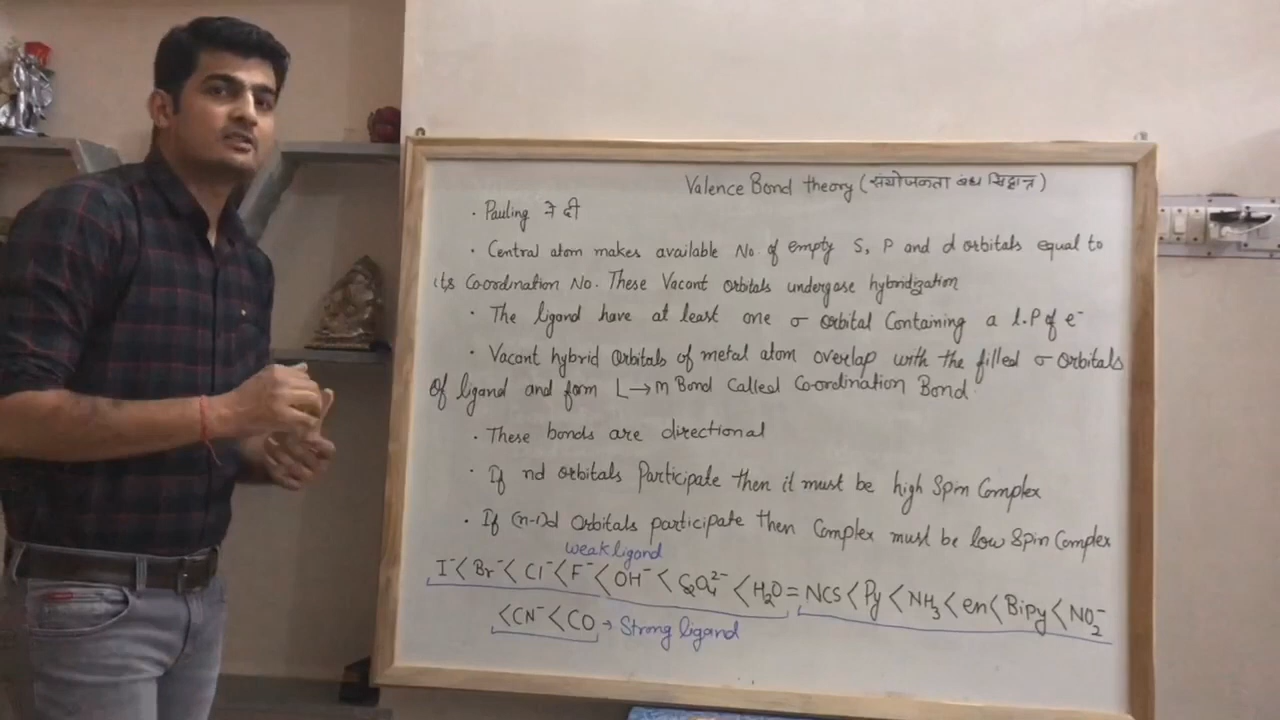 Valence Bond theory (संयोजकता बंध सिद्धान्त)
· Pauling ने दी
· Central atom makes available No. of empty S, P and d orbitals equal to
its Coordination No. These Vacant orbitals undergose hybridization
· The ligand have at least one σ orbital Containing a l.P of e⁻
· Vacant hybrid orbitals of metal atom overlap with the filled σ orbitals
Of ligand and form L→m Bond Called Co-ordination Bond.
· These bonds are directional
· If nd orbitals Participate then it must be high Spin Complex
· If (n-1)d Orbitals participate then Complex must be low Spin Complex
weak ligand
I⁻< Br⁻< Cl⁻< F⁻< OH⁻< C₂O₄²⁻ < H₂O = NCS < Py < NH₃ < en < Bipy < NO₂⁻
< CN⁻ < CO → Strong ligand